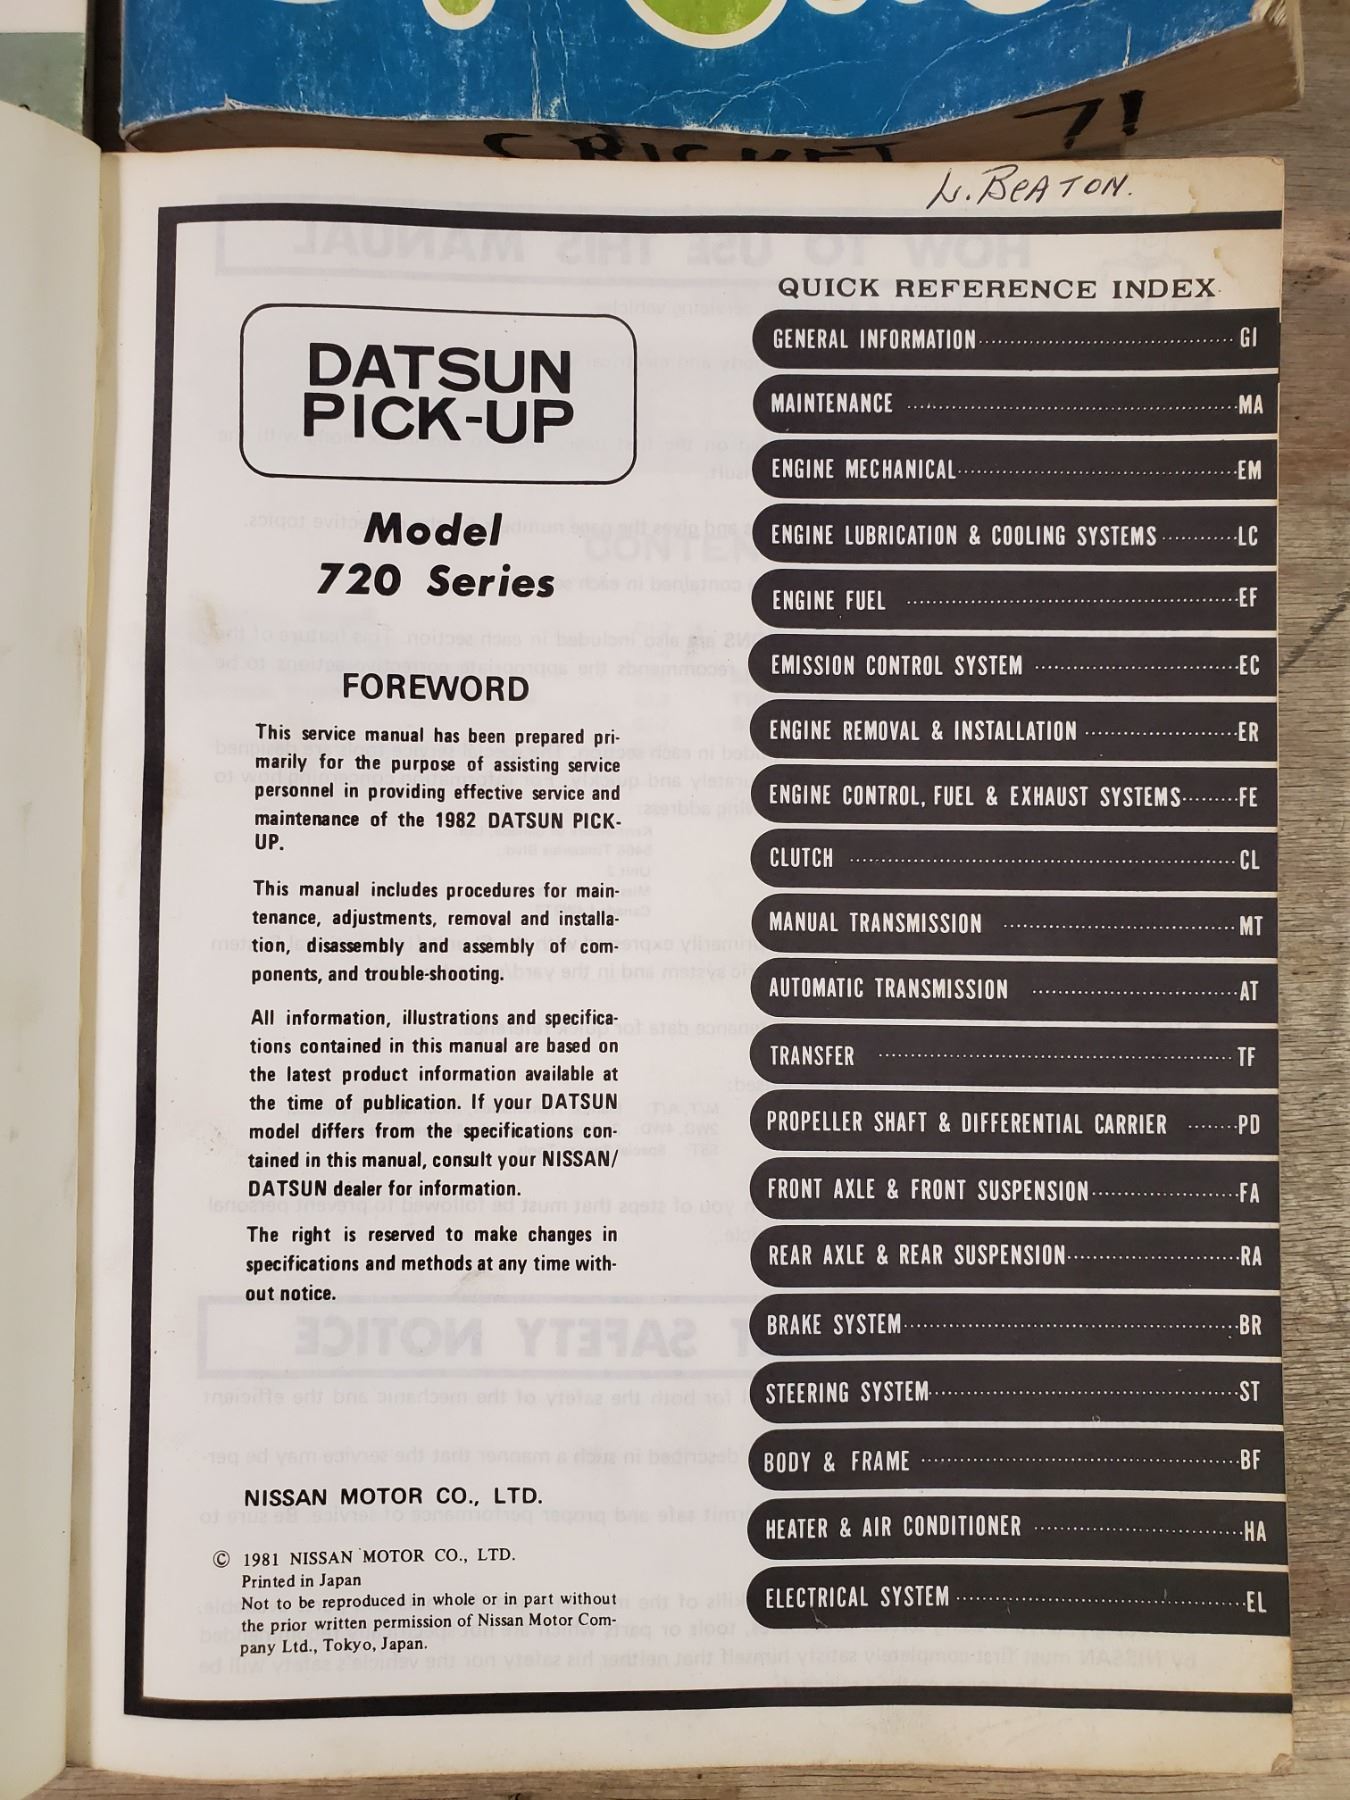 CRICKET 71
L. BEATON.
DATSUN
PICK-UP
Model
720 Series
FOREWORD
This service manual has been prepared pri-
marily for the purpose of assisting service
personnel in providing effective service and
maintenance of the 1982 DATSUN PICK-
UP.
This manual includes procedures for main-
tenance, adjustments, removal and installa-
tion, disassembly and assembly of com-
ponents, and trouble-shooting.
All information, illustrations and specifica-
tions contained in this manual are based on
the latest product information available at
the time of publication. If your DATSUN
model differs from the specifications con-
tained in this manual, consult your NISSAN/
DATSUN dealer for information.
The right is reserved to make changes in
specifications and methods at any time with-
out notice.
NISSAN MOTOR CO., LTD.
© 1981 NISSAN MOTOR CO., LTD.
Printed in Japan
Not to be reproduced in whole or in part without
the prior written permission of Nissan Motor Com-
pany Ltd., Tokyo, Japan.
QUICK REFERENCE INDEX
GENERAL INFORMATION GI
MAINTENANCE MA
ENGINE MECHANICAL EM
ENGINE LUBRICATION & COOLING SYSTEMS LC
ENGINE FUEL EF
EMISSION CONTROL SYSTEM EC
ENGINE REMOVAL & INSTALLATION ER
ENGINE CONTROL, FUEL & EXHAUST SYSTEMS FE
CLUTCH CL
MANUAL TRANSMISSION MT
AUTOMATIC TRANSMISSION AT
TRANSFER TF
PROPELLER SHAFT & DIFFERENTIAL CARRIER PD
FRONT AXLE & FRONT SUSPENSION FA
REAR AXLE & REAR SUSPENSION RA
BRAKE SYSTEM BR
STEERING SYSTEM ST
BODY & FRAME BF
HEATER & AIR CONDITIONER HA
ELECTRICAL SYSTEM EL